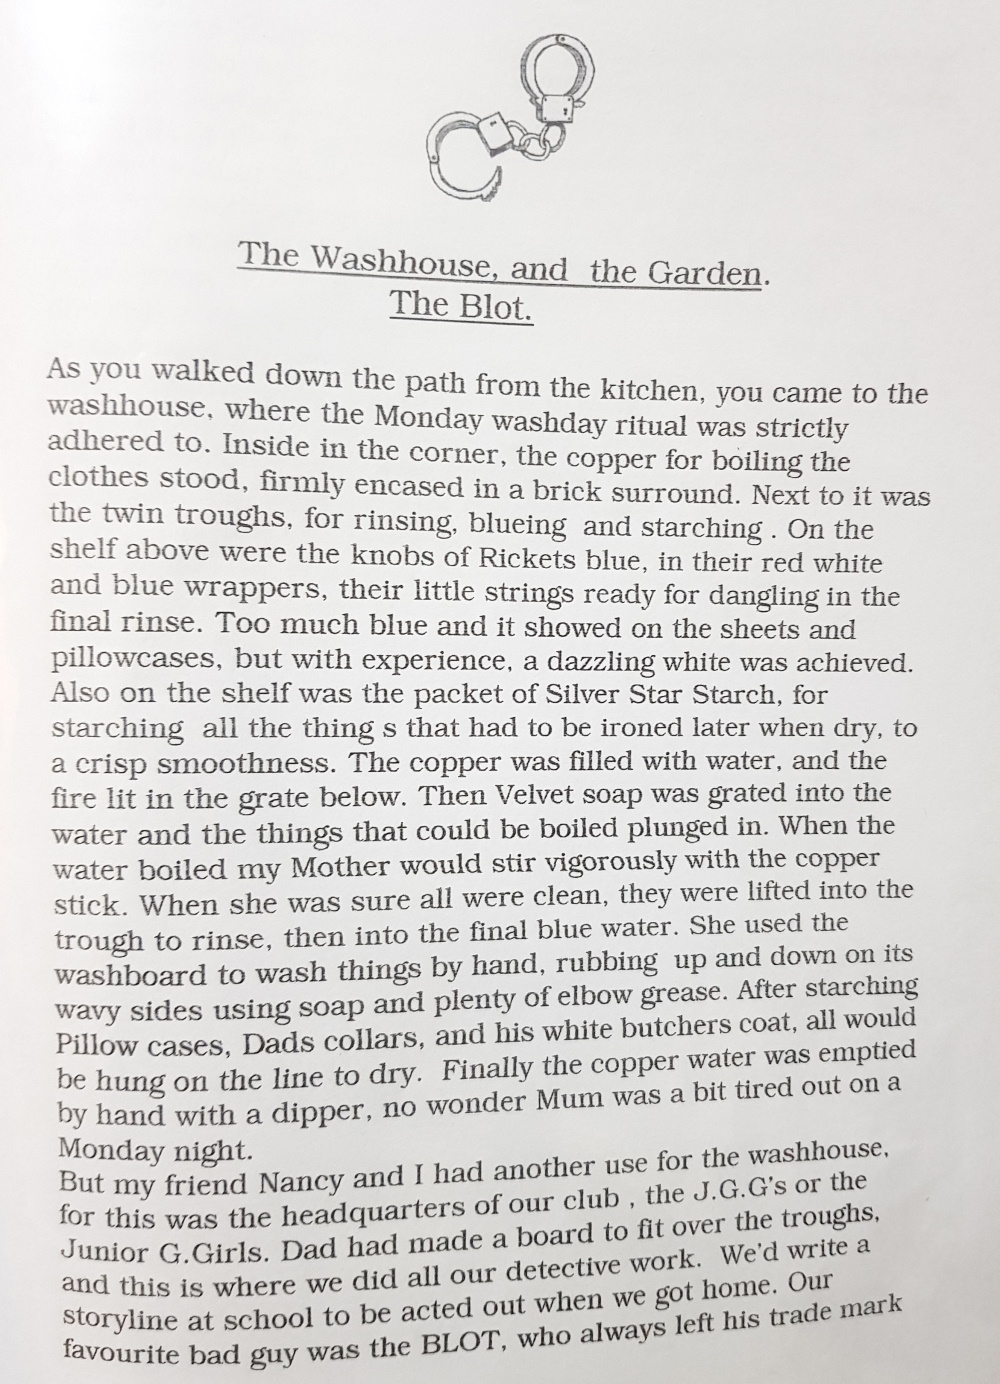 The Washhouse, and the Garden.
The Blot.
As you walked down the path from the kitchen, you came to the
washhouse, where the Monday washday ritual was strictly
adhered to. Inside in the corner, the copper for boiling the
clothes stood, firmly encased in a brick surround. Next to it was
the twin troughs, for rinsing, blueing and starching . On the
shelf above were the knobs of Rickets blue, in their red white
and blue wrappers, their little strings ready for dangling in the
final rinse. Too much blue and it showed on the sheets and
pillowcases, but with experience, a dazzling white was achieved.
Also on the shelf was the packet of Silver Star Starch, for
starching all the thing s that had to be ironed later when dry, to
a crisp smoothness. The copper was filled with water, and the
fire lit in the grate below. Then Velvet soap was grated into the
water and the things that could be boiled plunged in. When the
water boiled my Mother would stir vigorously with the copper
stick. When she was sure all were clean, they were lifted into the
trough to rinse, then into the final blue water. She used the
washboard to wash things by hand, rubbing up and down on its
wavy sides using soap and plenty of elbow grease. After starching
Pillow cases, Dads collars, and his white butchers coat, all would
be hung on the line to dry. Finally the copper water was emptied
by hand with a dipper, no wonder Mum was a bit tired out on a
Monday night.
But my friend Nancy and I had another use for the washhouse,
for this was the headquarters of our club , the J.G.G's or the
Junior G.Girls. Dad had made a board to fit over the troughs,
and this is where we did all our detective work. We'd write a
storyline at school to be acted out when we got home. Our
favourite bad guy was the BLOT, who always left his trade mark